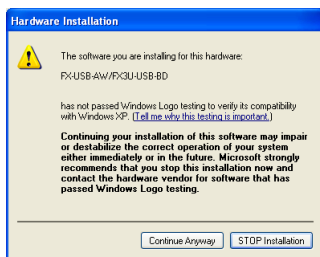 Hardware Installation
The software you are installing for this hardware:
FX-USB-AW/FX3U-USB-BD
has not passed Windows Logo testing to verify its compatibility
with Windows XP. (Tell me why this testing is important.)
Continuing your installation of this software may impair
or destabilize the correct operation of your system
either immediately or in the future. Microsoft strongly
recommends that you stop this installation now and
contact the hardware vendor for software that has
passed Windows Logo testing.
Continue Anyway
STOP Installation